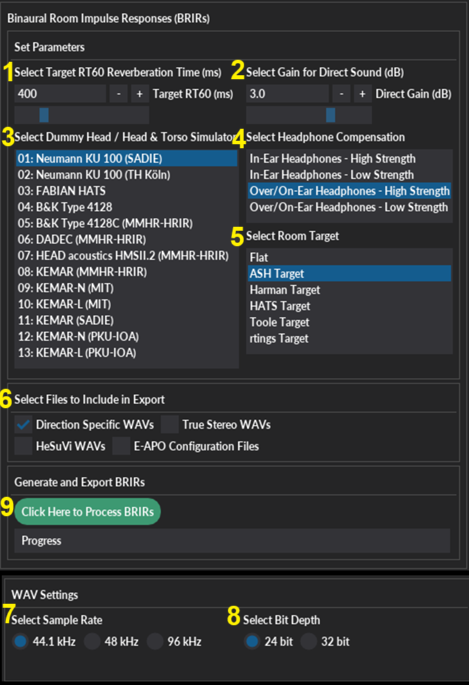 Binaural Room Impulse Responses (BRIRs)
Set Parameters
1 Select Target RT60 Reverberation Time (ms)
400 - + Target RT60 (ms)
2 Select Gain for Direct Sound (dB)
3.0 - + Direct Gain (dB)
3 Select Dummy Head / Head & Torso Simulator
01: Neumann KU 100 (SADIE)
02: Neumann KU 100 (TH Köln)
03: FABIAN HATS
04: B&K Type 4128
05: B&K Type 4128C (MMHR-HRIR)
06: DADEC (MMHR-HRIR)
07: HEAD acoustics HMSII.2 (MMHR-HRIR)
08: KEMAR (MMHR-HRIR)
09: KEMAR-N (MIT)
10: KEMAR-L (MIT)
11: KEMAR (SADIE)
12: KEMAR-N (PKU-IOA)
13: KEMAR-L (PKU-IOA)
4 Select Headphone Compensation
In-Ear Headphones - High Strength
In-Ear Headphones - Low Strength
Over/On-Ear Headphones - High Strength
Over/On-Ear Headphones - Low Strength
5 Select Room Target
Flat
ASH Target
Harman Target
HATS Target
Toole Target
rtings Target
6 Select Files to Include in Export
Direction Specific WAVs True Stereo WAVs
HeSuVi WAVs E-APO Configuration Files
Generate and Export BRIRs
9 Click Here to Process BRIRs
Progress
WAV Settings
7 Select Sample Rate
44.1 kHz 48 kHz 96 kHz
8 Select Bit Depth
24 bit 32 bit